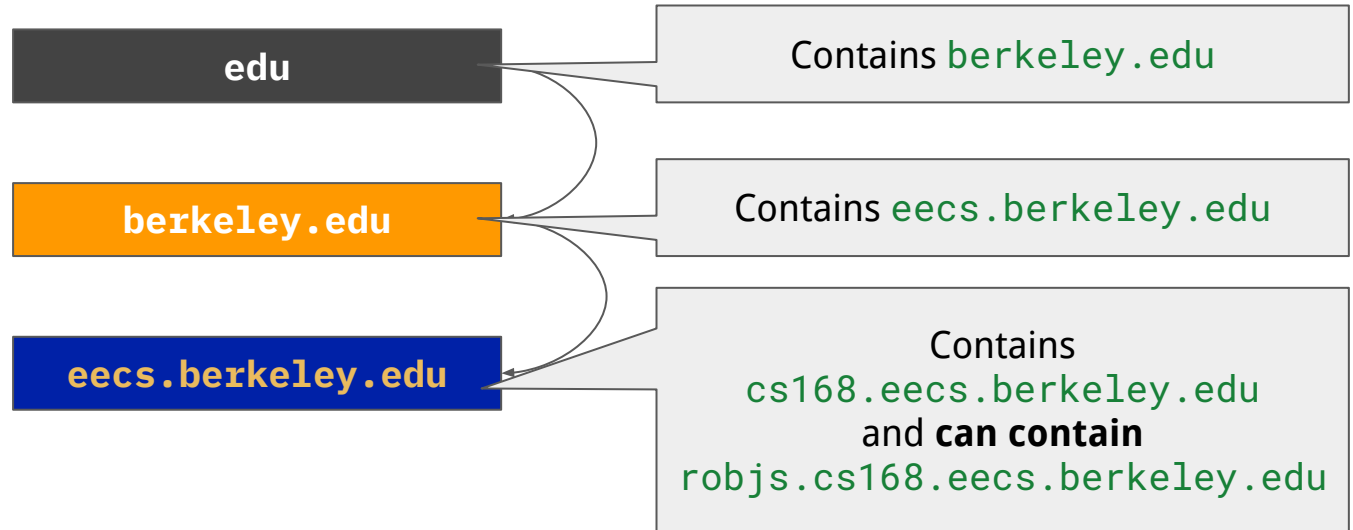 edu
Contains berkeley.edu
berkeley.edu
Contains eecs.berkeley.edu
eecs.berkeley.edu
Contains
cs168.eecs.berkeley.edu
and can contain
robjs.cs168.eecs.berkeley.edu